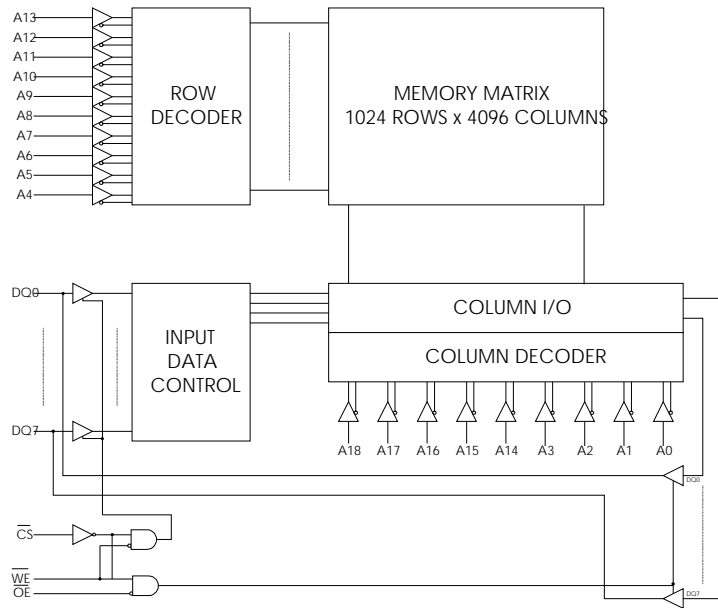 A13
A12
A11
A10
A9
A8
A7
A6
A5
A4
ROW
DECODER
MEMORY MATRIX
1024 ROWS x 4096 COLUMNS
DQ0
DQ7
INPUT
DATA
CONTROL
COLUMN I/O
COLUMN DECODER
A18 A17 A16 A15 A14 A3 A2 A1 A0
DQ0
CS
WE
OE
DQ7